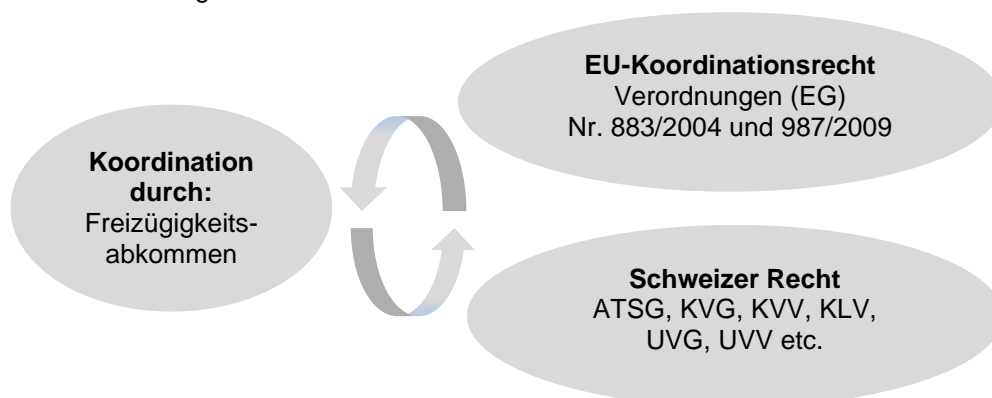 Koordination
durch:
Freizügigkeits-
abkommen
EU-Koordinationsrecht
Verordnungen (EG)
Nr. 883/2004 und 987/2009
Schweizer Recht
ATSG, KVG, KVV, KLV,
UVG, UVV etc.